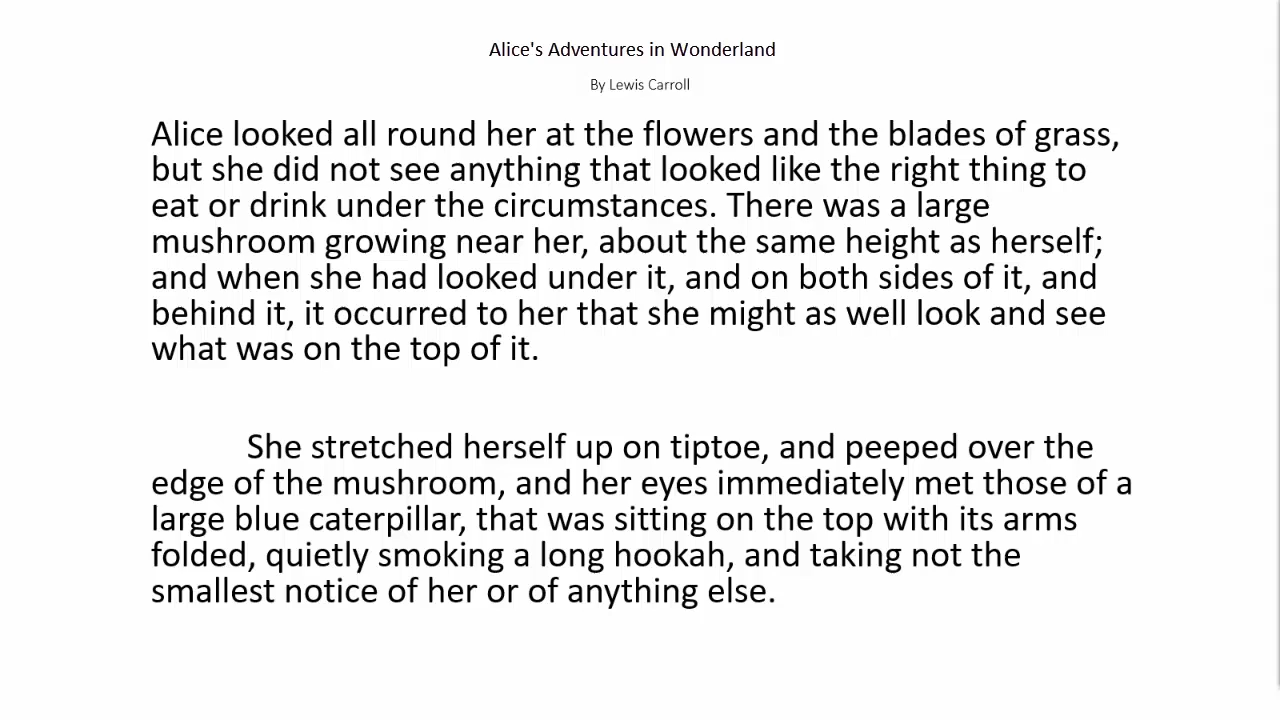 Alice's Adventures in Wonderland
By Lewis Carroll
Alice looked all round her at the flowers and the blades of grass,
but she did not see anything that looked like the right thing to
eat or drink under the circumstances. There was a large
mushroom growing near her, about the same height as herself;
and when she had looked under it, and on both sides of it, and
behind it, it occurred to her that she might as well look and see
what was on the top of it.
She stretched herself up on tiptoe, and peeped over the
edge of the mushroom, and her eyes immediately met those of a
large blue caterpillar, that was sitting on the top with its arms
folded, quietly smoking a long hookah, and taking not the
smallest notice of her or of anything else.